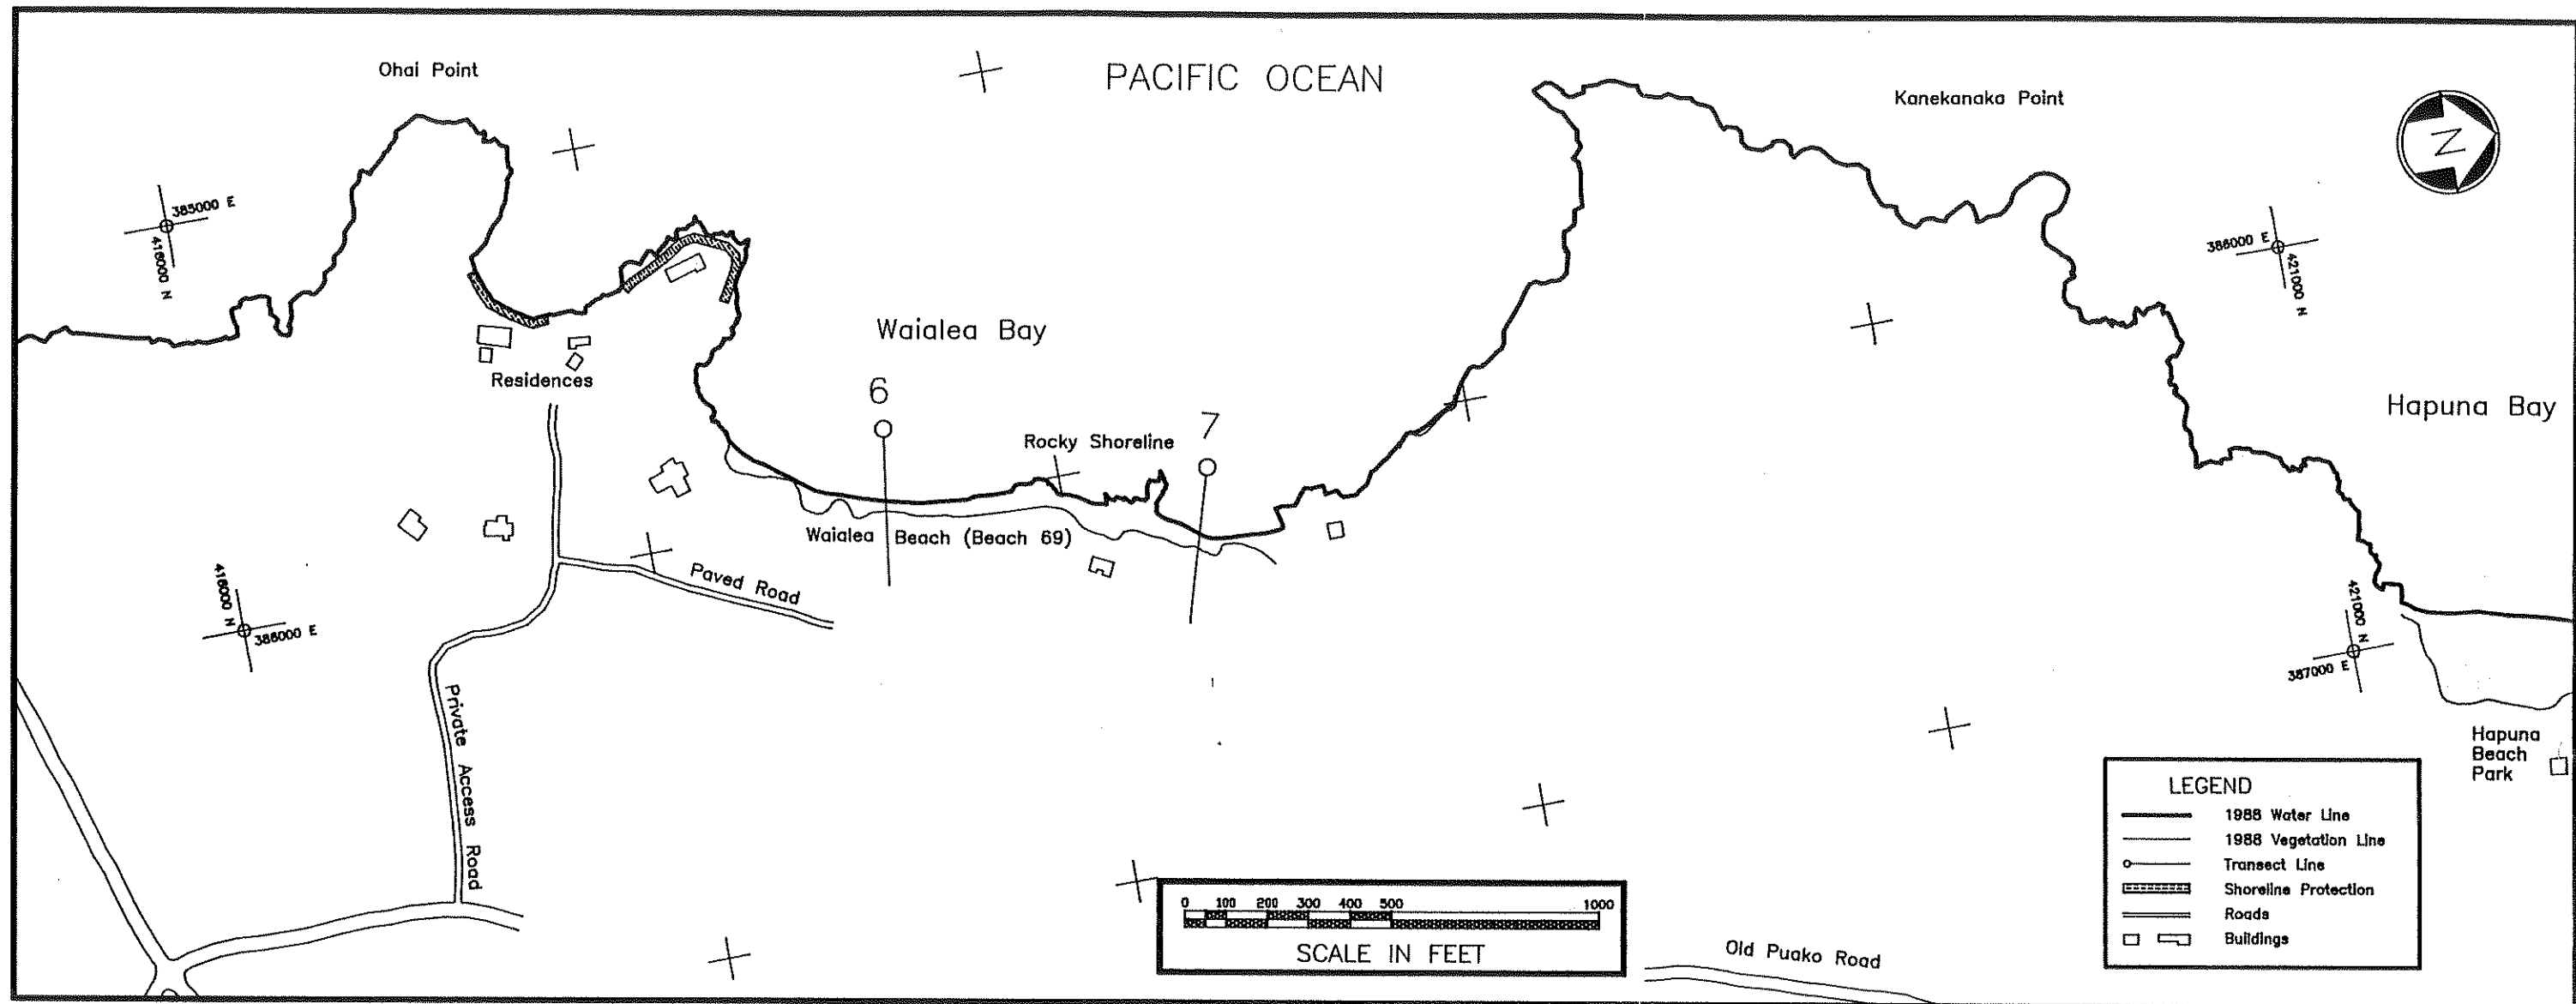 Ohai Point
PACIFIC OCEAN
Kanekanaka Point
N
385000 E
416000 N
386000 E
421000 N
Waialea Bay
Residences
6
Rocky Shoreline
7
Hapuna Bay
Waialea Beach (Beach 69)
Paved Road
416000 N
386000 E
421000 N
387000 E
Private Access Road
Hapuna
Beach
Park
LEGEND
1988 Water Line
1988 Vegetation Line
Transect Line
Shoreline Protection
Roads
Buildings
0 100 200 300 400 500 1000
SCALE IN FEET
Old Puako Road